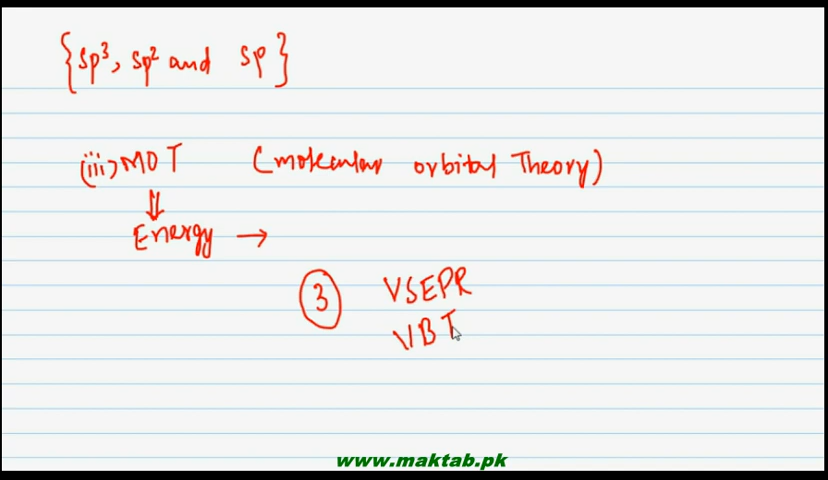 {sp³, sp² and sp}
(iii) MOT (molecular orbital Theory)
⇓
Energy →
3 VSEPR
VBT
www.maktab.pk